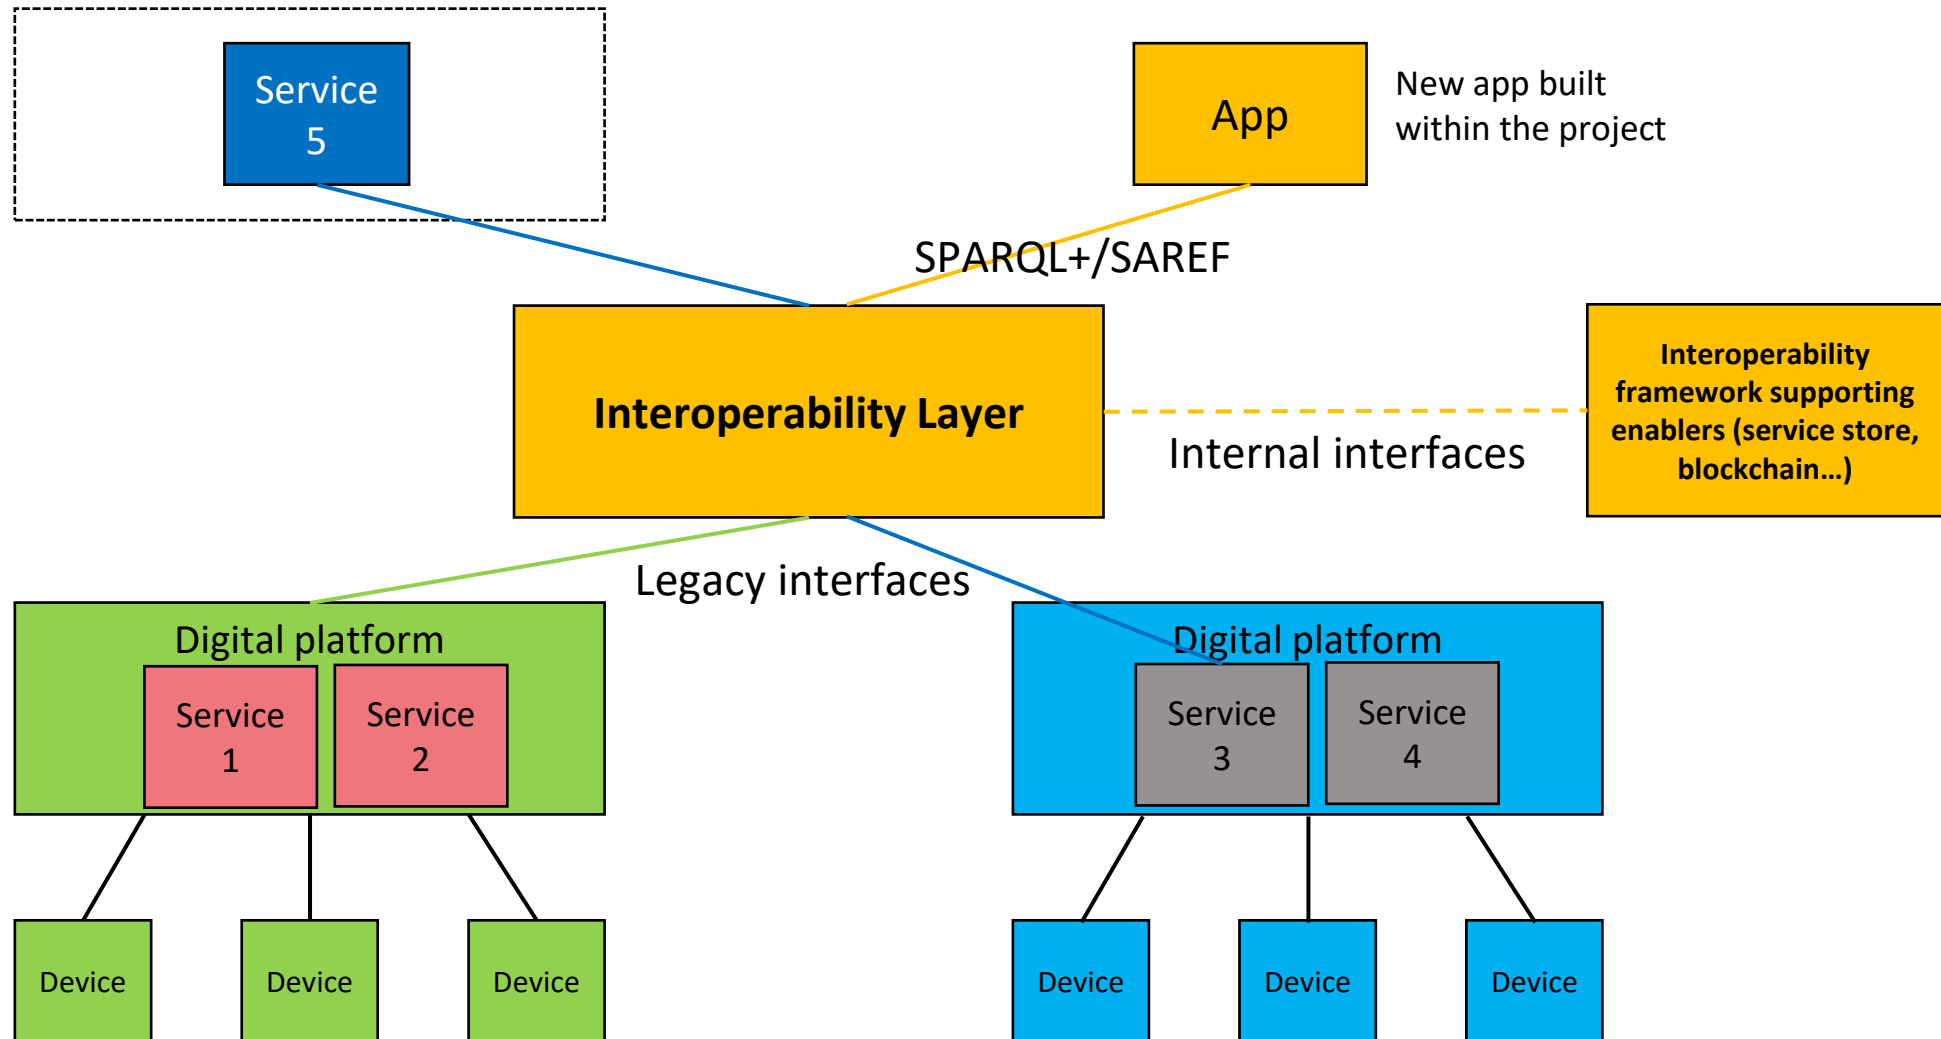 Service
5
App
New app built
within the project
SPARQL+/SAREF
Interoperability Layer
Interoperability
framework supporting
enablers (service store,
blockchain…)
Internal interfaces
Legacy interfaces
Digital platform
Service
1
Service
2
Digital platform
Service
3
Service
4
Device
Device
Device
Device
Device
Device